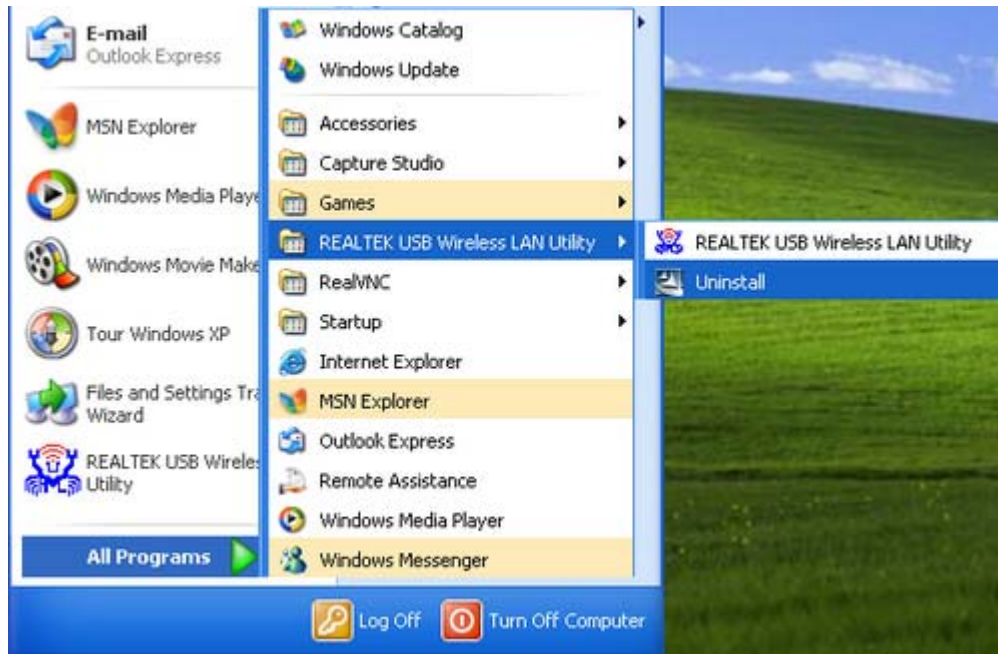 E-mail
Outlook Express
MSN Explorer
Windows Media Playe
Windows Movie Make
Tour Windows XP
Files and Settings Tra
Wizard
REALTEK USB Wireles
Utility
All Programs
Windows Catalog
Windows Update
Accessories
Capture Studio
Games
REALTEK USB Wireless LAN Utility
RealVNC
Startup
Internet Explorer
MSN Explorer
Outlook Express
Remote Assistance
Windows Media Player
Windows Messenger
REALTEK USB Wireless LAN Utility
Uninstall
Log Off
Turn Off Computer